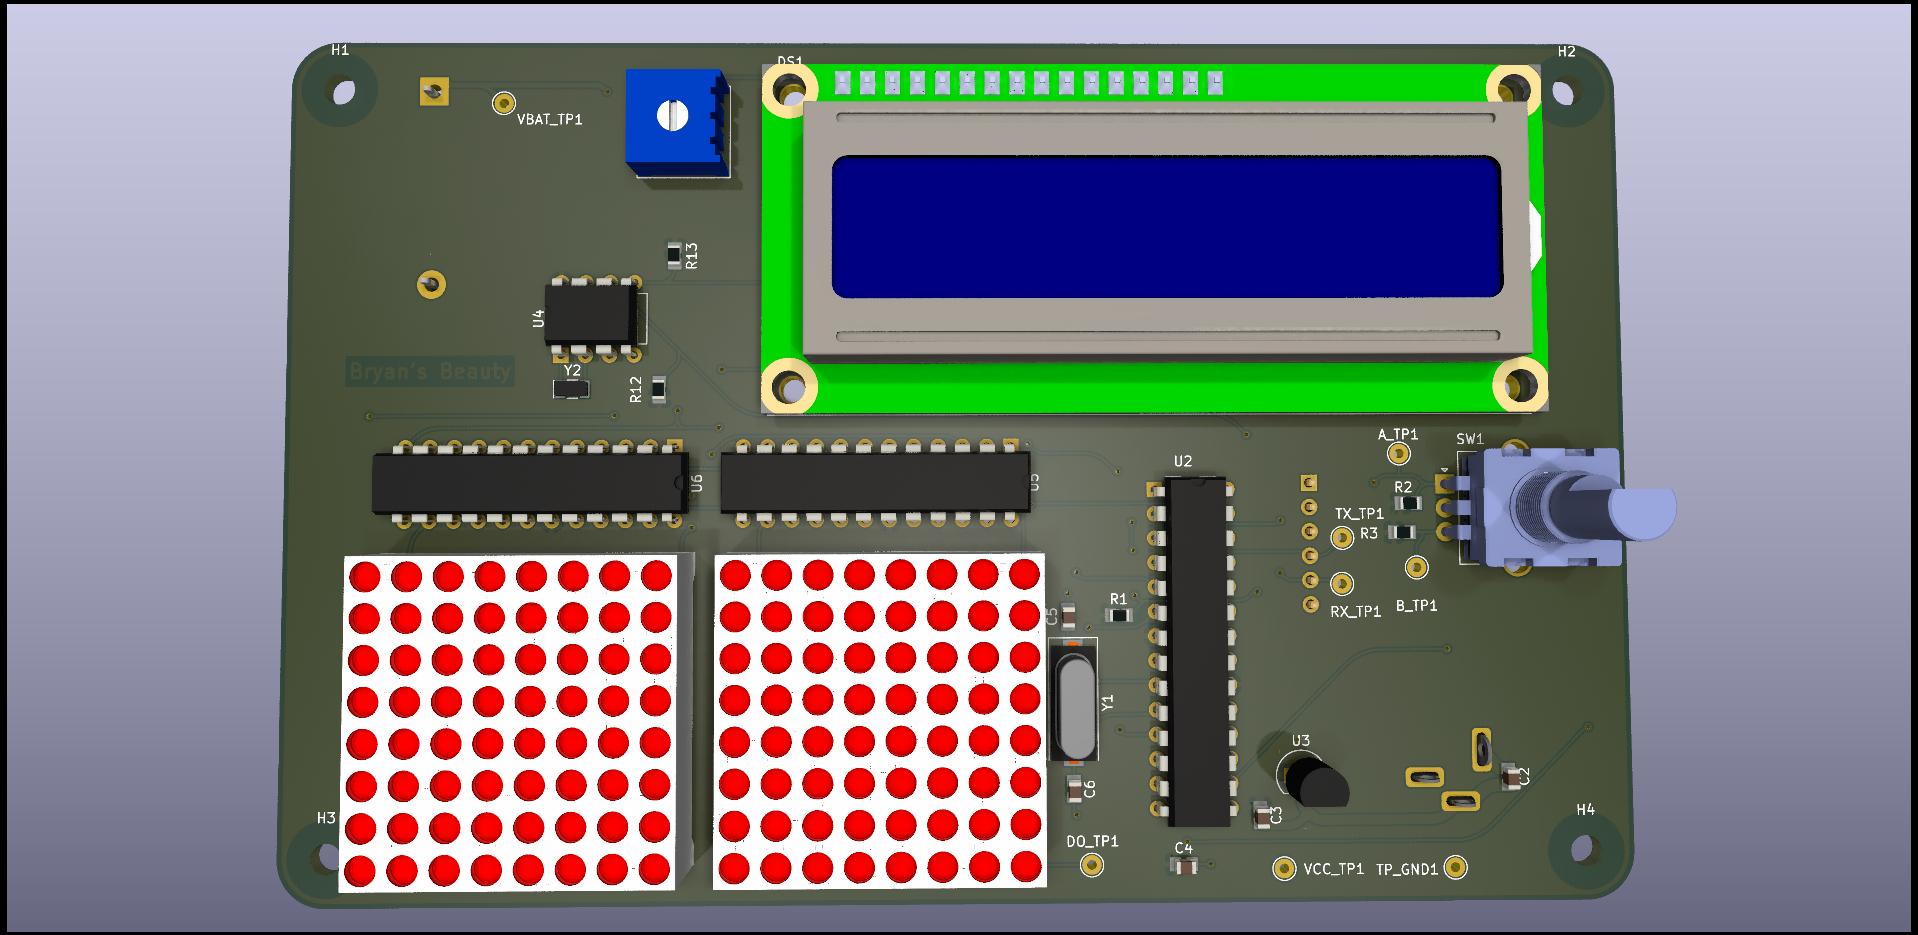 H1
DS1
H2
VBAT_TP1
R13
U4
Bryan's Beauty
Y2
R12
A_TP1
SW1
U2
U6
U5
R2
TX_TP1
R3
C5
R1
RX_TP1
B_TP1
Y1
U3
C2
C6
H3
C3
H4
DO_TP1
C4
VCC_TP1
TP_GND1